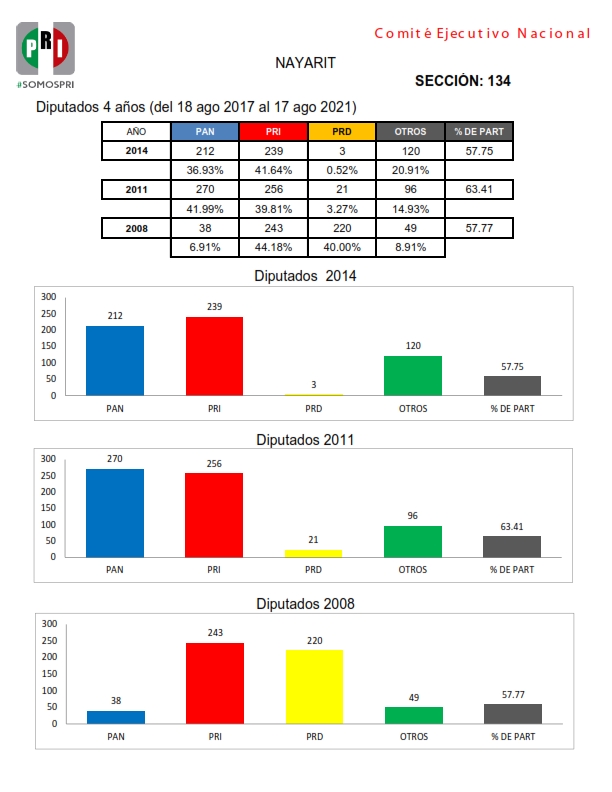 Comité Ejecutivo Nacional
PRI
#SOMOSPRI
NAYARIT
SECCIÓN: 134
Diputados 4 años (del 18 ago 2017 al 17 ago 2021)
AÑO PAN PRI PRD OTROS % DE PART
2014 212 239 3 120 57.75
36.93% 41.64% 0.52% 20.91%
2011 270 256 21 96 63.41
41.99% 39.81% 3.27% 14.93%
2008 38 243 220 49 57.77
6.91% 44.18% 40.00% 8.91%
Diputados 2014
300
250
200
150
100
50
0
212 239 3 120 57.75
PAN PRI PRD OTROS % DE PART
Diputados 2011
300
250
200
150
100
50
0
270 256 21 96 63.41
PAN PRI PRD OTROS % DE PART
Diputados 2008
300
250
200
150
100
50
0
38 243 220 49 57.77
PAN PRI PRD OTROS % DE PART